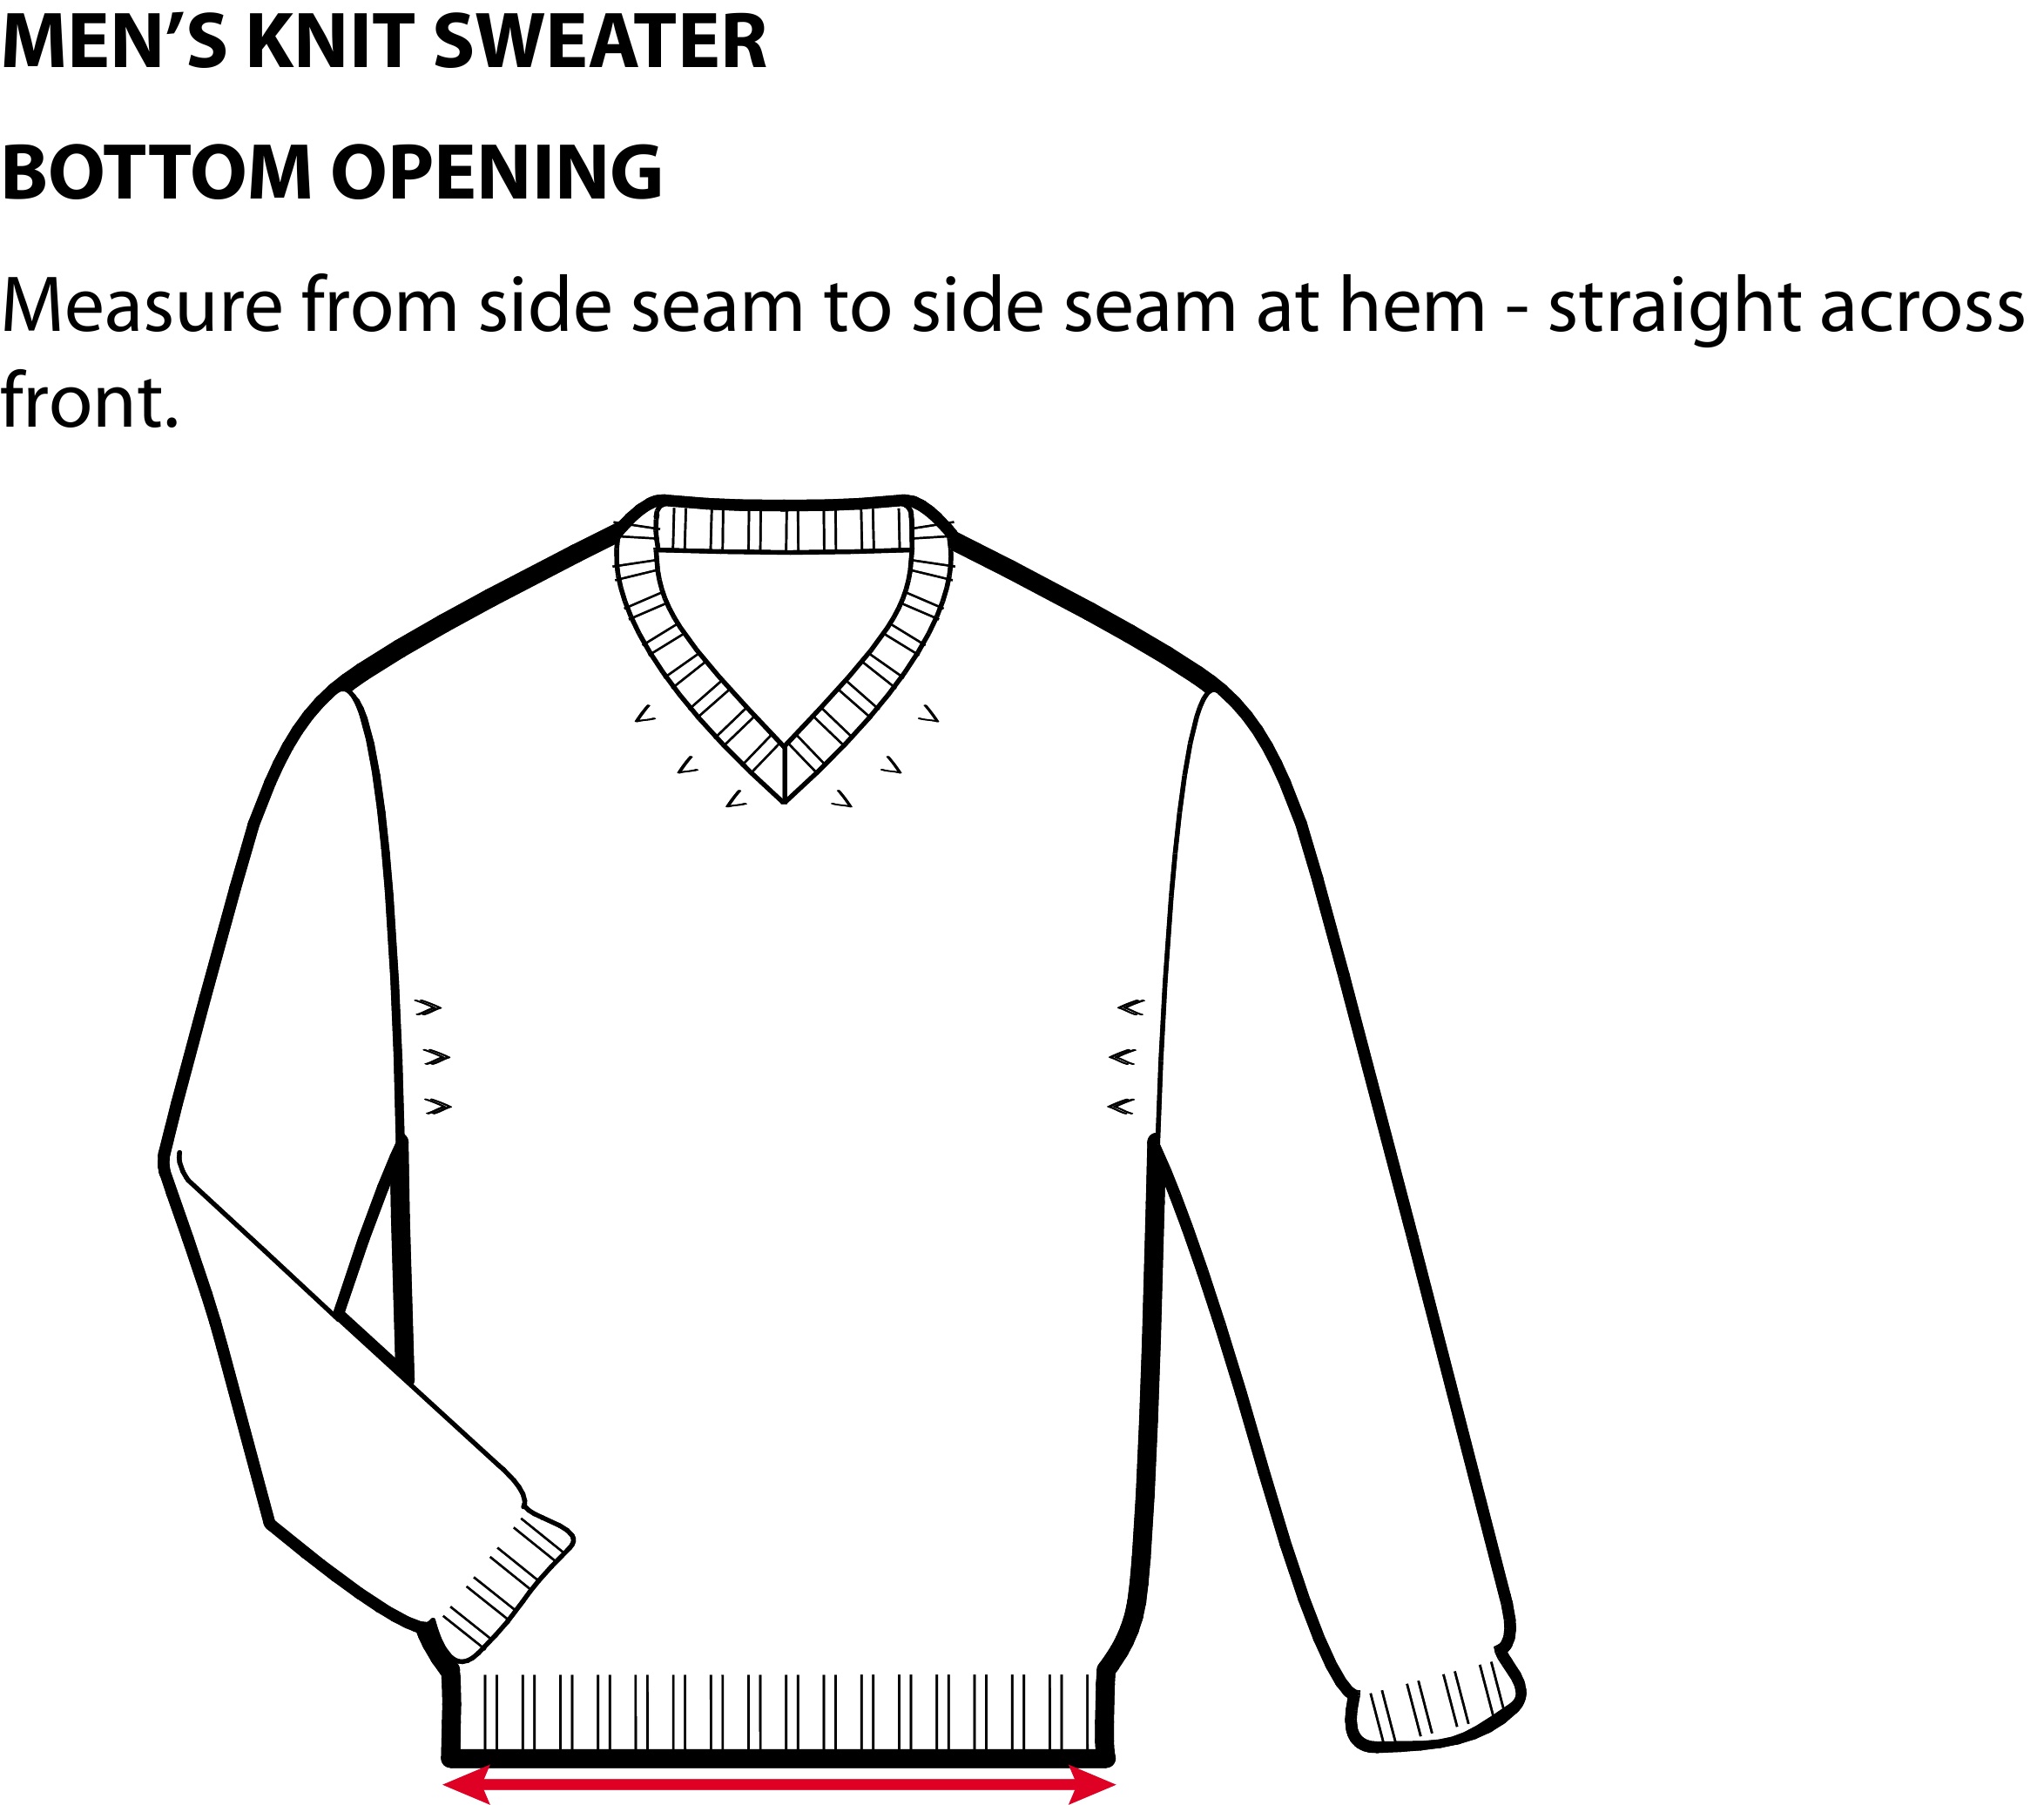 MEN’S KNIT SWEATER
BOTTOM OPENING
Measure from side seam to side seam at hem - straight across
front.